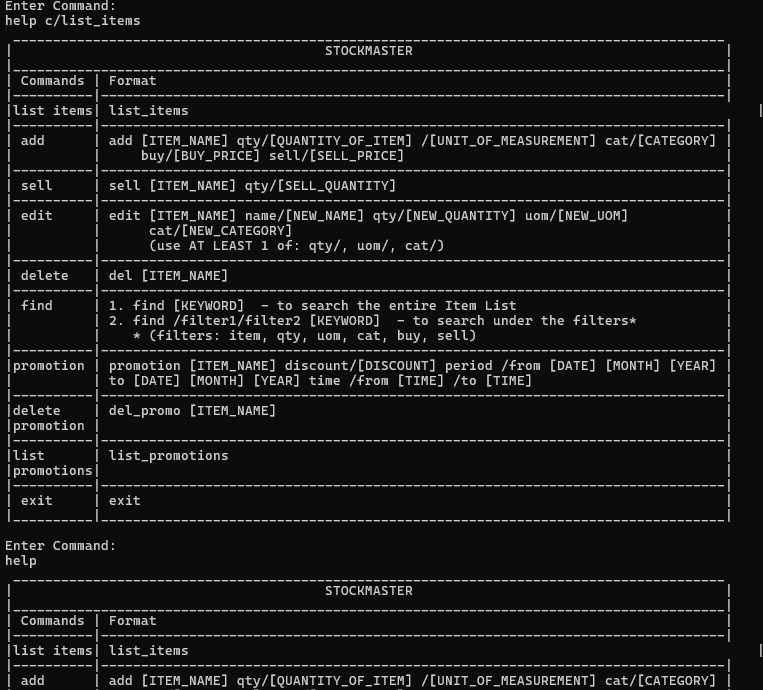 Enter Command:
help c/list_items
STOCKMASTER
Commands | Format
list items| list_items
add | add [ITEM_NAME] qty/[QUANTITY_OF_ITEM] /[UNIT_OF_MEASUREMENT] cat/[CATEGORY]
buy/[BUY_PRICE] sell/[SELL_PRICE]
sell | sell [ITEM_NAME] qty/[SELL_QUANTITY]
edit | edit [ITEM_NAME] name/[NEW_NAME] qty/[NEW_QUANTITY] uom/[NEW_UOM]
cat/[NEW_CATEGORY]
(use AT LEAST 1 of: qty/, uom/, cat/)
delete | del [ITEM_NAME]
find | 1. find [KEYWORD] - to search the entire Item List
2. find /filter1/filter2 [KEYWORD] - to search under the filters*
* (filters: item, qty, uom, cat, buy, sell)
promotion | promotion [ITEM_NAME] discount/[DISCOUNT] period /from [DATE] [MONTH] [YEAR]
to [DATE] [MONTH] [YEAR] time /from [TIME] /to [TIME]
delete | del_promo [ITEM_NAME]
promotion |
list | list_promotions
promotions|
exit | exit
Enter Command:
help
STOCKMASTER
Commands | Format
list items| list_items
add | add [ITEM_NAME] qty/[QUANTITY_OF_ITEM] /[UNIT_OF_MEASUREMENT] cat/[CATEGORY]